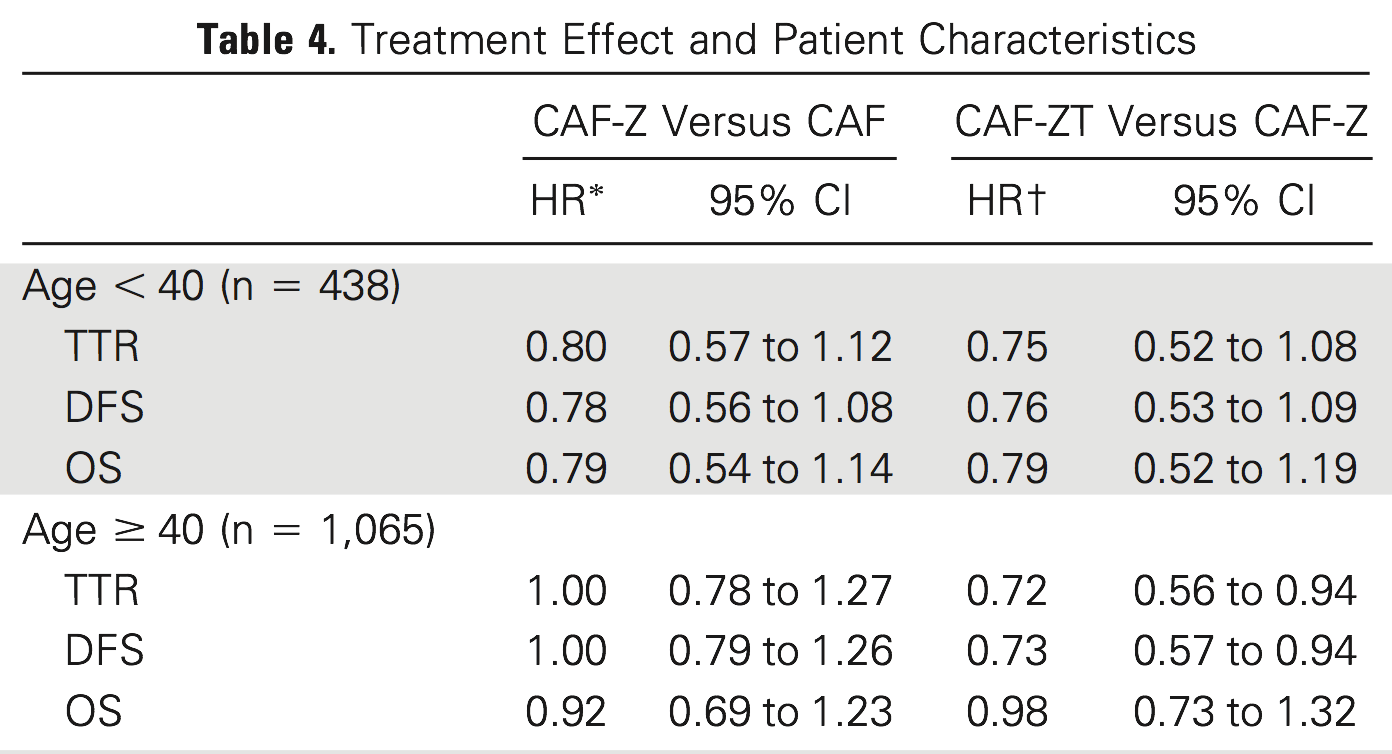 Table 4. Treatment Effect and Patient Characteristics
CAF-Z Versus CAF CAF-ZT Versus CAF-Z
HR* 95% CI HR† 95% CI
Age < 40 (n = 438)
TTR 0.80 0.57 to 1.12 0.75 0.52 to 1.08
DFS 0.78 0.56 to 1.08 0.76 0.53 to 1.09
OS 0.79 0.54 to 1.14 0.79 0.52 to 1.19
Age ≥ 40 (n = 1,065)
TTR 1.00 0.78 to 1.27 0.72 0.56 to 0.94
DFS 1.00 0.79 to 1.26 0.73 0.57 to 0.94
OS 0.92 0.69 to 1.23 0.98 0.73 to 1.32